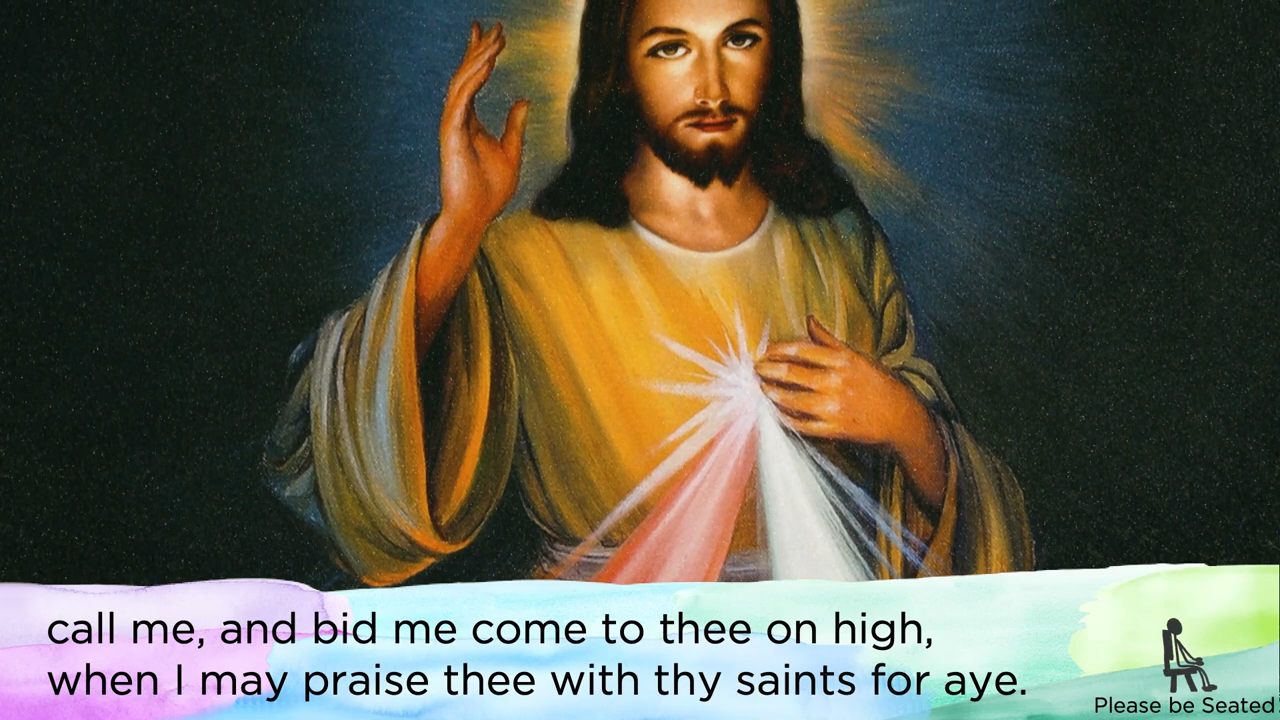 call me, and bid me come to thee on high,
when I may praise thee with thy saints for aye.
Please be Seated!